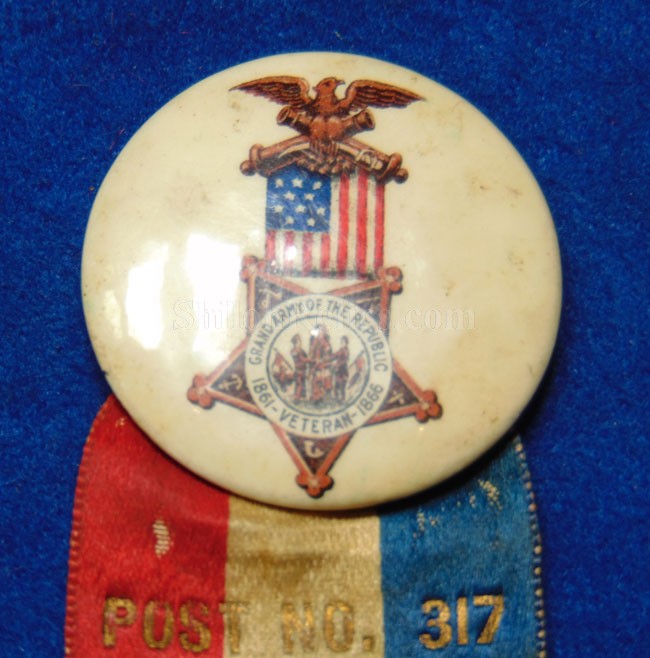 GRAND ARMY OF THE REPUBLIC
1861-VETERAN-1866
POST NO. 317